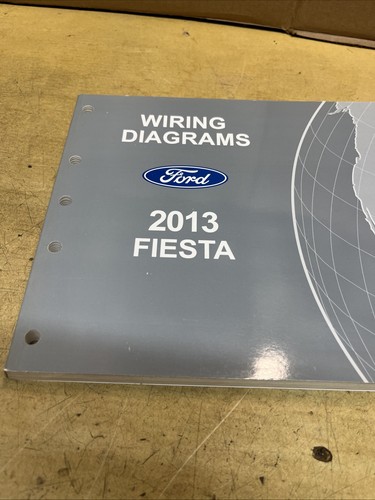 WIRING
DIAGRAMS
Ford
2013
FIESTA